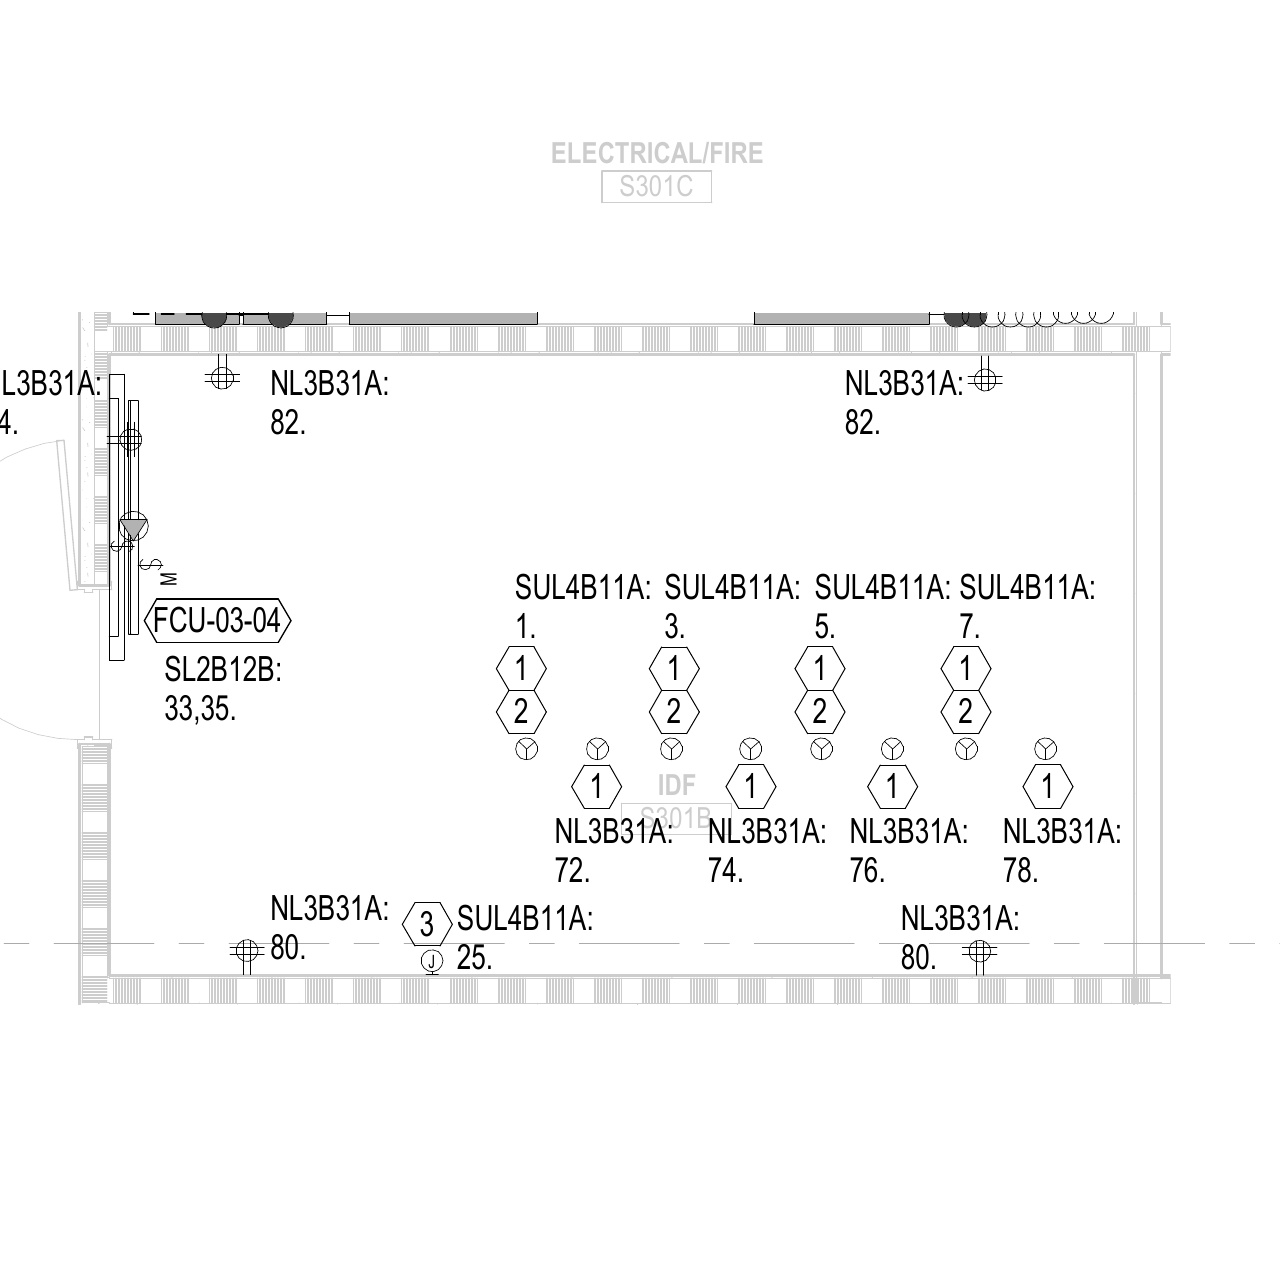 ELECTRICAL/FIRE
S301C
NL3B31A:
82.
NL3B31A:
82.
L3B31A:
4.
S
S
M
FCU-03-04
SL2B12B:
33,35.
SUL4B11A:
1.
SUL4B11A:
3.
SUL4B11A:
5.
SUL4B11A:
7.
1
2
1
2
1
2
1
2
IDF
S301B
1
NL3B31A:
72.
1
NL3B31A:
74.
1
NL3B31A:
76.
1
NL3B31A:
78.
NL3B31A:
80.
3
SUL4B11A:
25.
J
NL3B31A:
80.